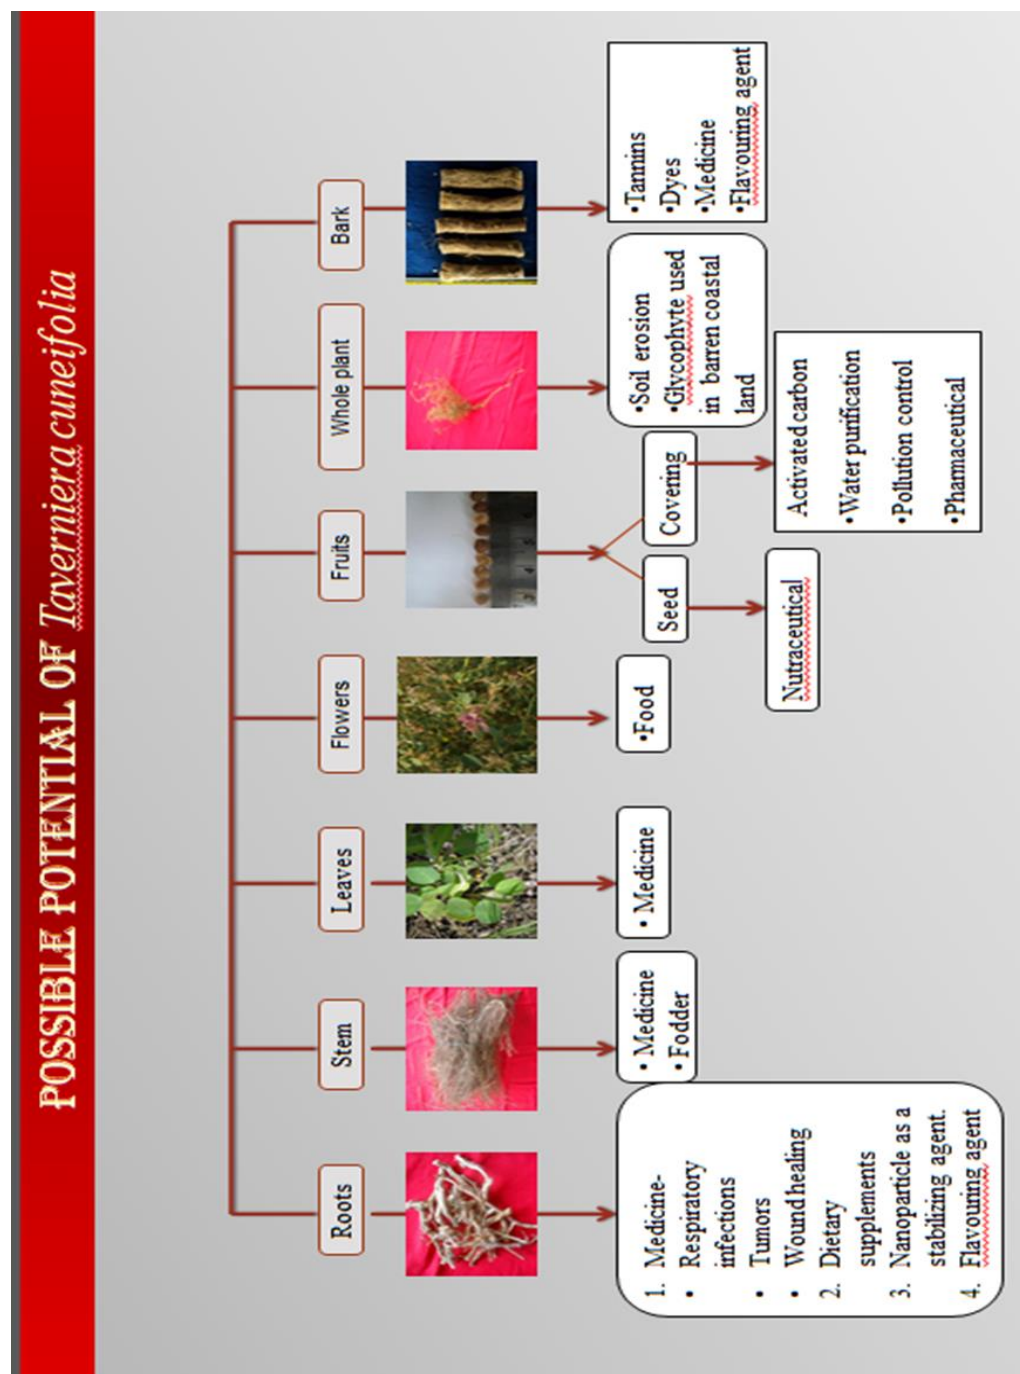 POSSIBLE POTENTIAL OF Taverniera cuneifolia
Roots
Stem
Leaves
Flowers
Fruits
Whole plant
Bark
1. Medicine-
• Respiratory
infections
• Tumors
• Wound healing
2. Dietary
supplements
3. Nanoparticle as a
stabilizing agent.
4. Flavouring agent
• Medicine
• Fodder
• Medicine
•Food
Seed
Covering
Nutraceutical
Activated carbon
•Water purification
•Pollution control
•Pharmaceutical
•Soil erosion
•Glycophyte used
in barren coastal
land
•Tannins
•Dyes
•Medicine
•Flavouring agent